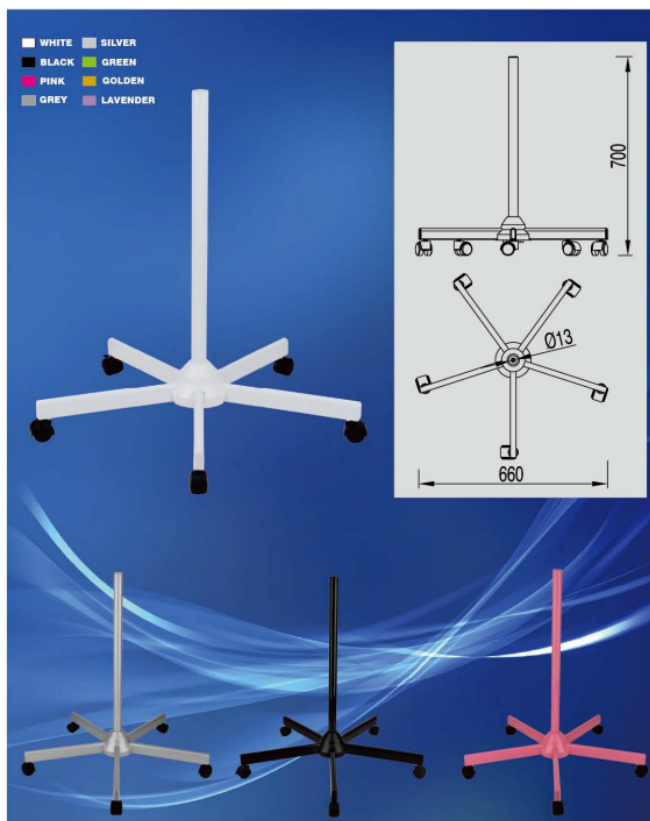 WHITE SILVER
BLACK GREEN
PINK GOLDEN
GREY LAVENDER
700
Ø13
660